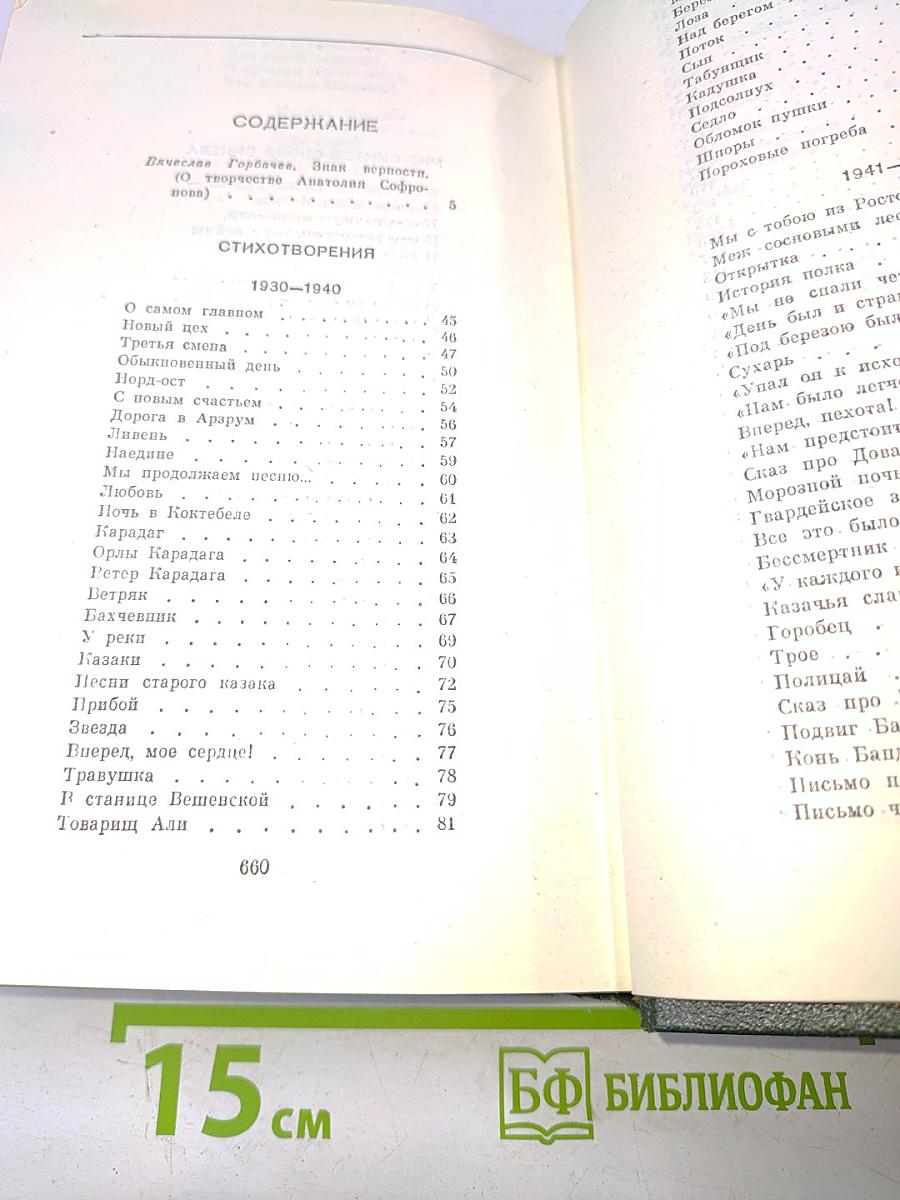 СОДЕРЖАНИЕ
Вячеслав Горбачев. Знак верности.
(О творчестве Анатолия Софро-
нова) . . . . . . . . . . . 5
СТИХОТВОРЕНИЯ
1930—1940
О самом главном . . . . . . . . 45
Новый цех . . . . . . . . . . 46
Третья смена . . . . . . . . . 47
Обыкновенный день . . . . . . . 50
Норд-ост . . . . . . . . . . 52
С новым счастьем . . . . . . . . 54
Дорога в Арзрум . . . . . . . . 56
Ливень . . . . . . . . . . . 57
Наедине . . . . . . . . . . . 59
Мы продолжаем песню... . . . . . . 60
Любовь . . . . . . . . . . . 61
Ночь в Коктебеле . . . . . . . . 62
Карадаг . . . . . . . . . . . 63
Орлы Карадага . . . . . . . . . 64
Ветер Карадага . . . . . . . . . 65
Ветряк . . . . . . . . . . . 66
Бахчевник . . . . . . . . . . 67
У реки . . . . . . . . . . . 69
Казаки . . . . . . . . . . . 70
Песни старого казака . . . . . . . 72
Прибой . . . . . . . . . . . 75
Звезда . . . . . . . . . . . 76
Вперед, мое сердце! . . . . . . . 77
Травушка . . . . . . . . . . 78
В станице Вешенской . . . . . . . 79
Товарищ Али . . . . . . . . . 81
660
Лоза . . .
Над берегом
Поток . . .
Сын . . .
Табунщик . .
Кадушка . . .
Подсолнух . .
Седло . . .
Обломок пушки . .
Шпоры . . .
Пороховые погреба .
1941—
Мы с тобою из Росто
Меж сосновыми лес
Открытка . . .
История полка . .
«Мы не спали чет
«День был и стра
«Под березою был
Сухарь . . .
«Упал он к исхо
«Нам было легч
Вперед, пехота!
«Нам предстоит
Сказ про Дова
Морозной ночь
Гвардейское з
Все это было
Бессмертник
«У каждого
Казачья сла
Горобец .
Трое . .
Полицай .
Сказ про
Подвиг Ба
Конь Банд
Письмо п
Письмо ч
15 см
БФ БИБЛИОФАН